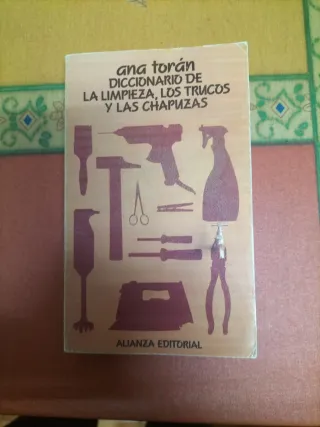 ana torán
DICCIONARIO DE
LA LIMPIEZA, LOS TRUCOS
Y LAS CHAPUZAS
ALIANZA EDITORIAL